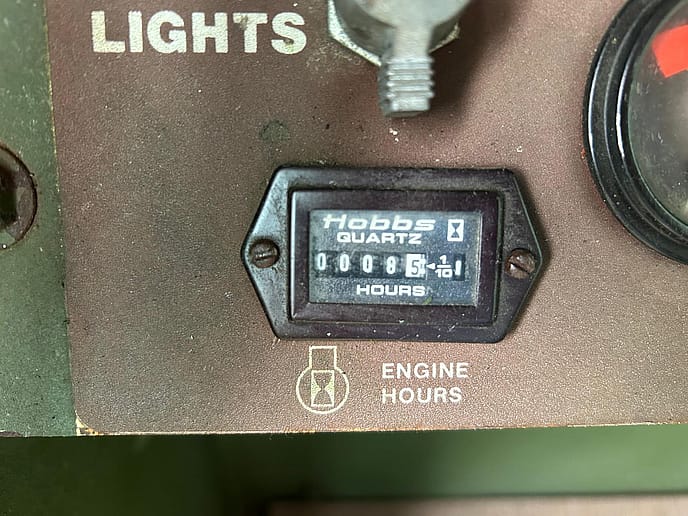 LIGHTS
Hobbs
QUARTZ
0 0 0 8 5 1/10
HOURS
ENGINE
HOURS